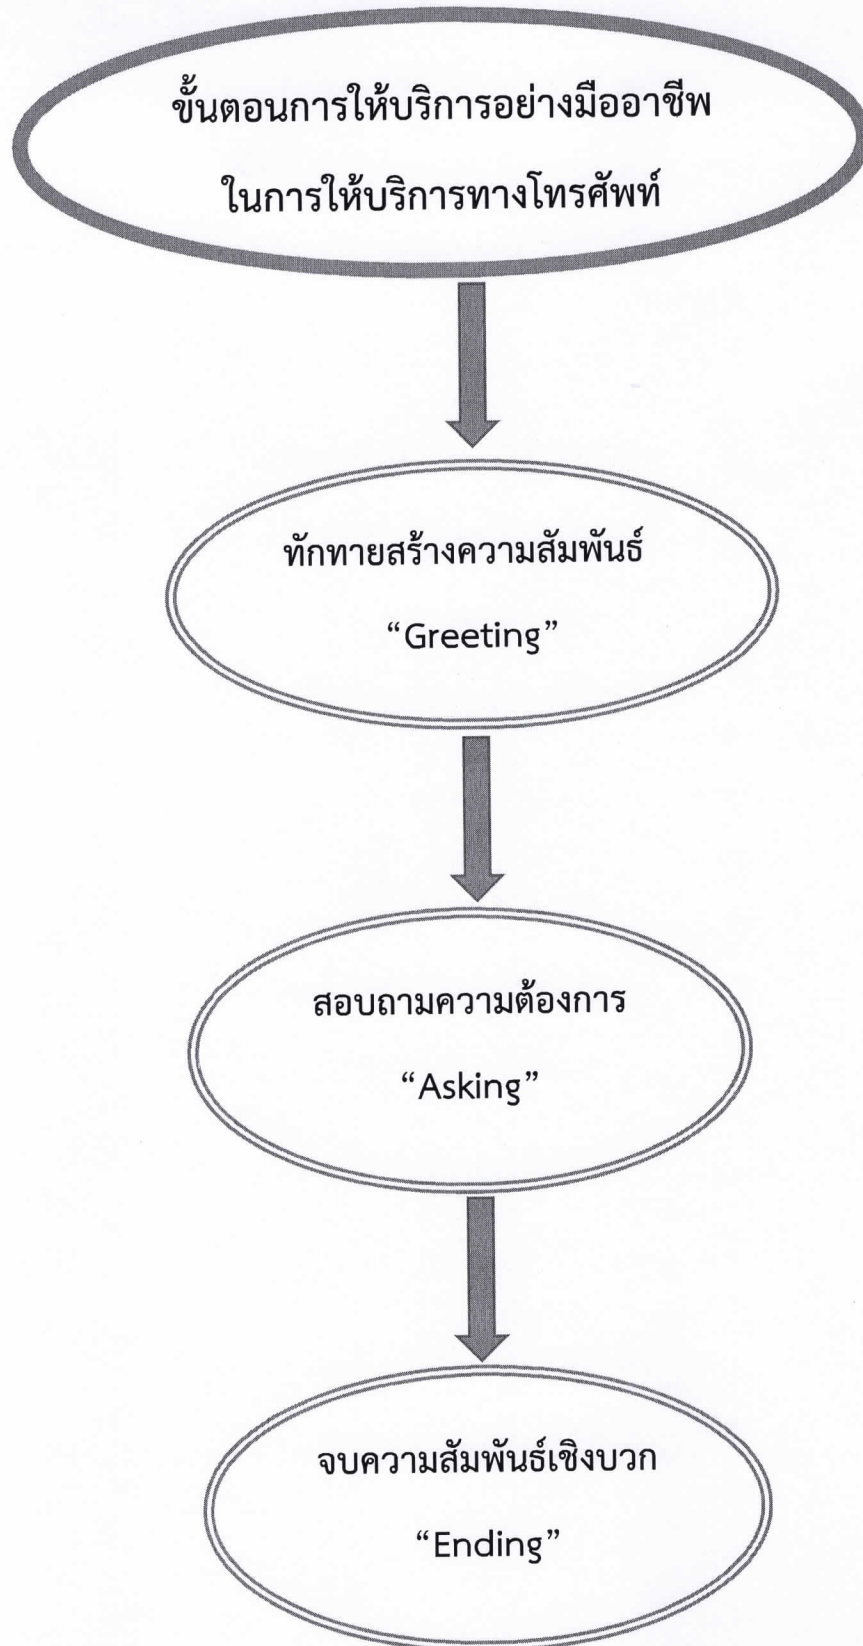 ขั้นตอนการให้บริการอย่างมืออาชีพ
ในการให้บริการทางโทรศัพท์
ทักทายสร้างความสัมพันธ์
“Greeting”
สอบถามความต้องการ
“Asking”
จบความสัมพันธ์เชิงบวก
“Ending”